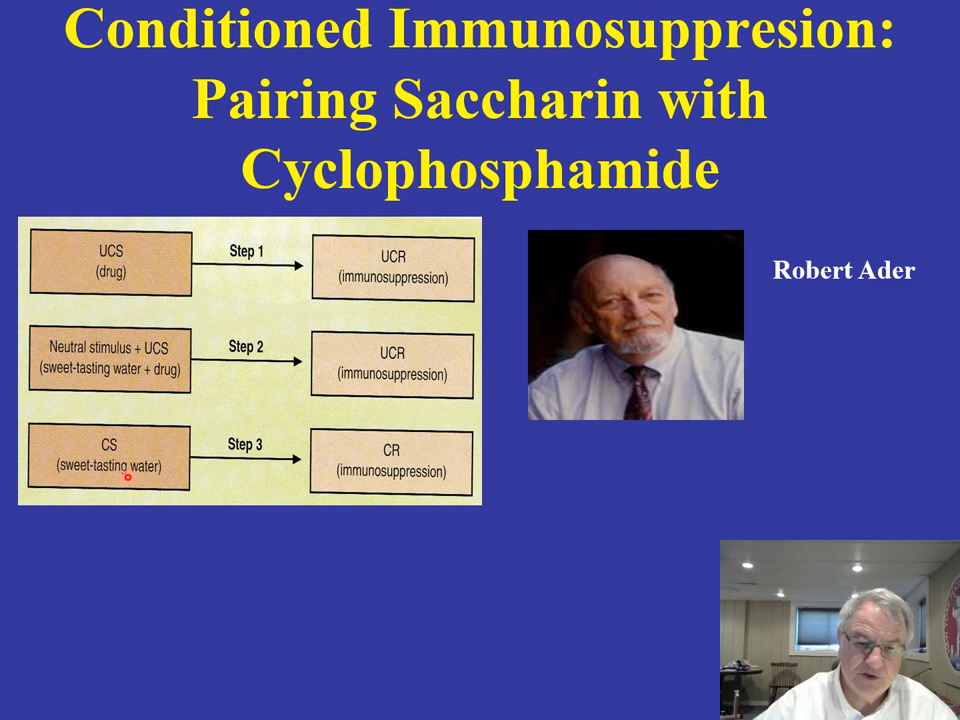 Conditioned Immunosuppresion:
Pairing Saccharin with
Cyclophosphamide
UCS
(drug)
Step 1
UCR
(immunosuppression)
Neutral stimulus + UCS
(sweet-tasting water + drug)
Step 2
UCR
(immunosuppression)
CS
(sweet-tasting water)
Step 3
CR
(immunosuppression)
Robert Ader